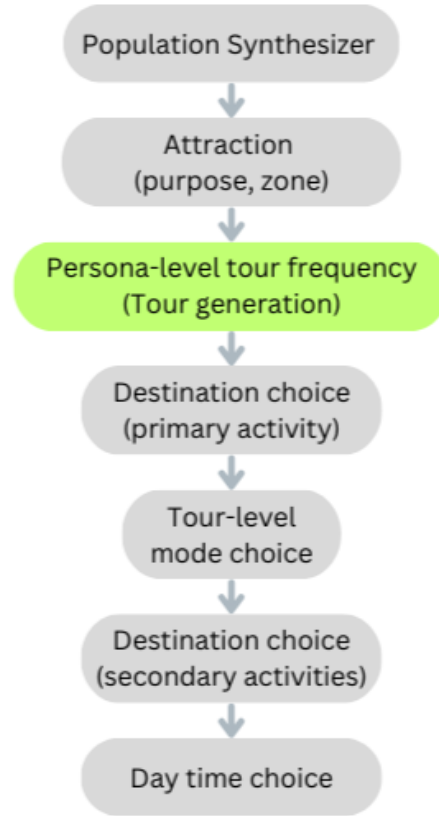 Population Synthesizer
Attraction
(purpose, zone)
Persona-level tour frequency
(Tour generation)
Destination choice
(primary activity)
Tour-level
mode choice
Destination choice
(secondary activities)
Day time choice